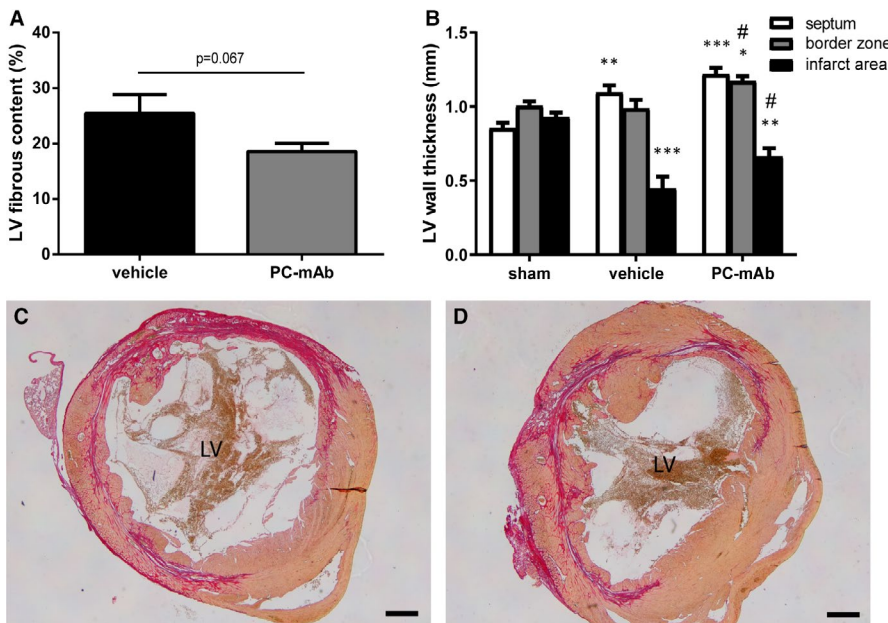 A
p=0.067
LV fibrous content (%)
40
30
20
10
0
vehicle
PC-mAb
B
septum
border zone
infarct area
LV wall thickness (mm)
1.5
1.0
0.5
0.0
**
***
***
#
*
#
**
sham
vehicle
PC-mAb
C
LV
D
LV